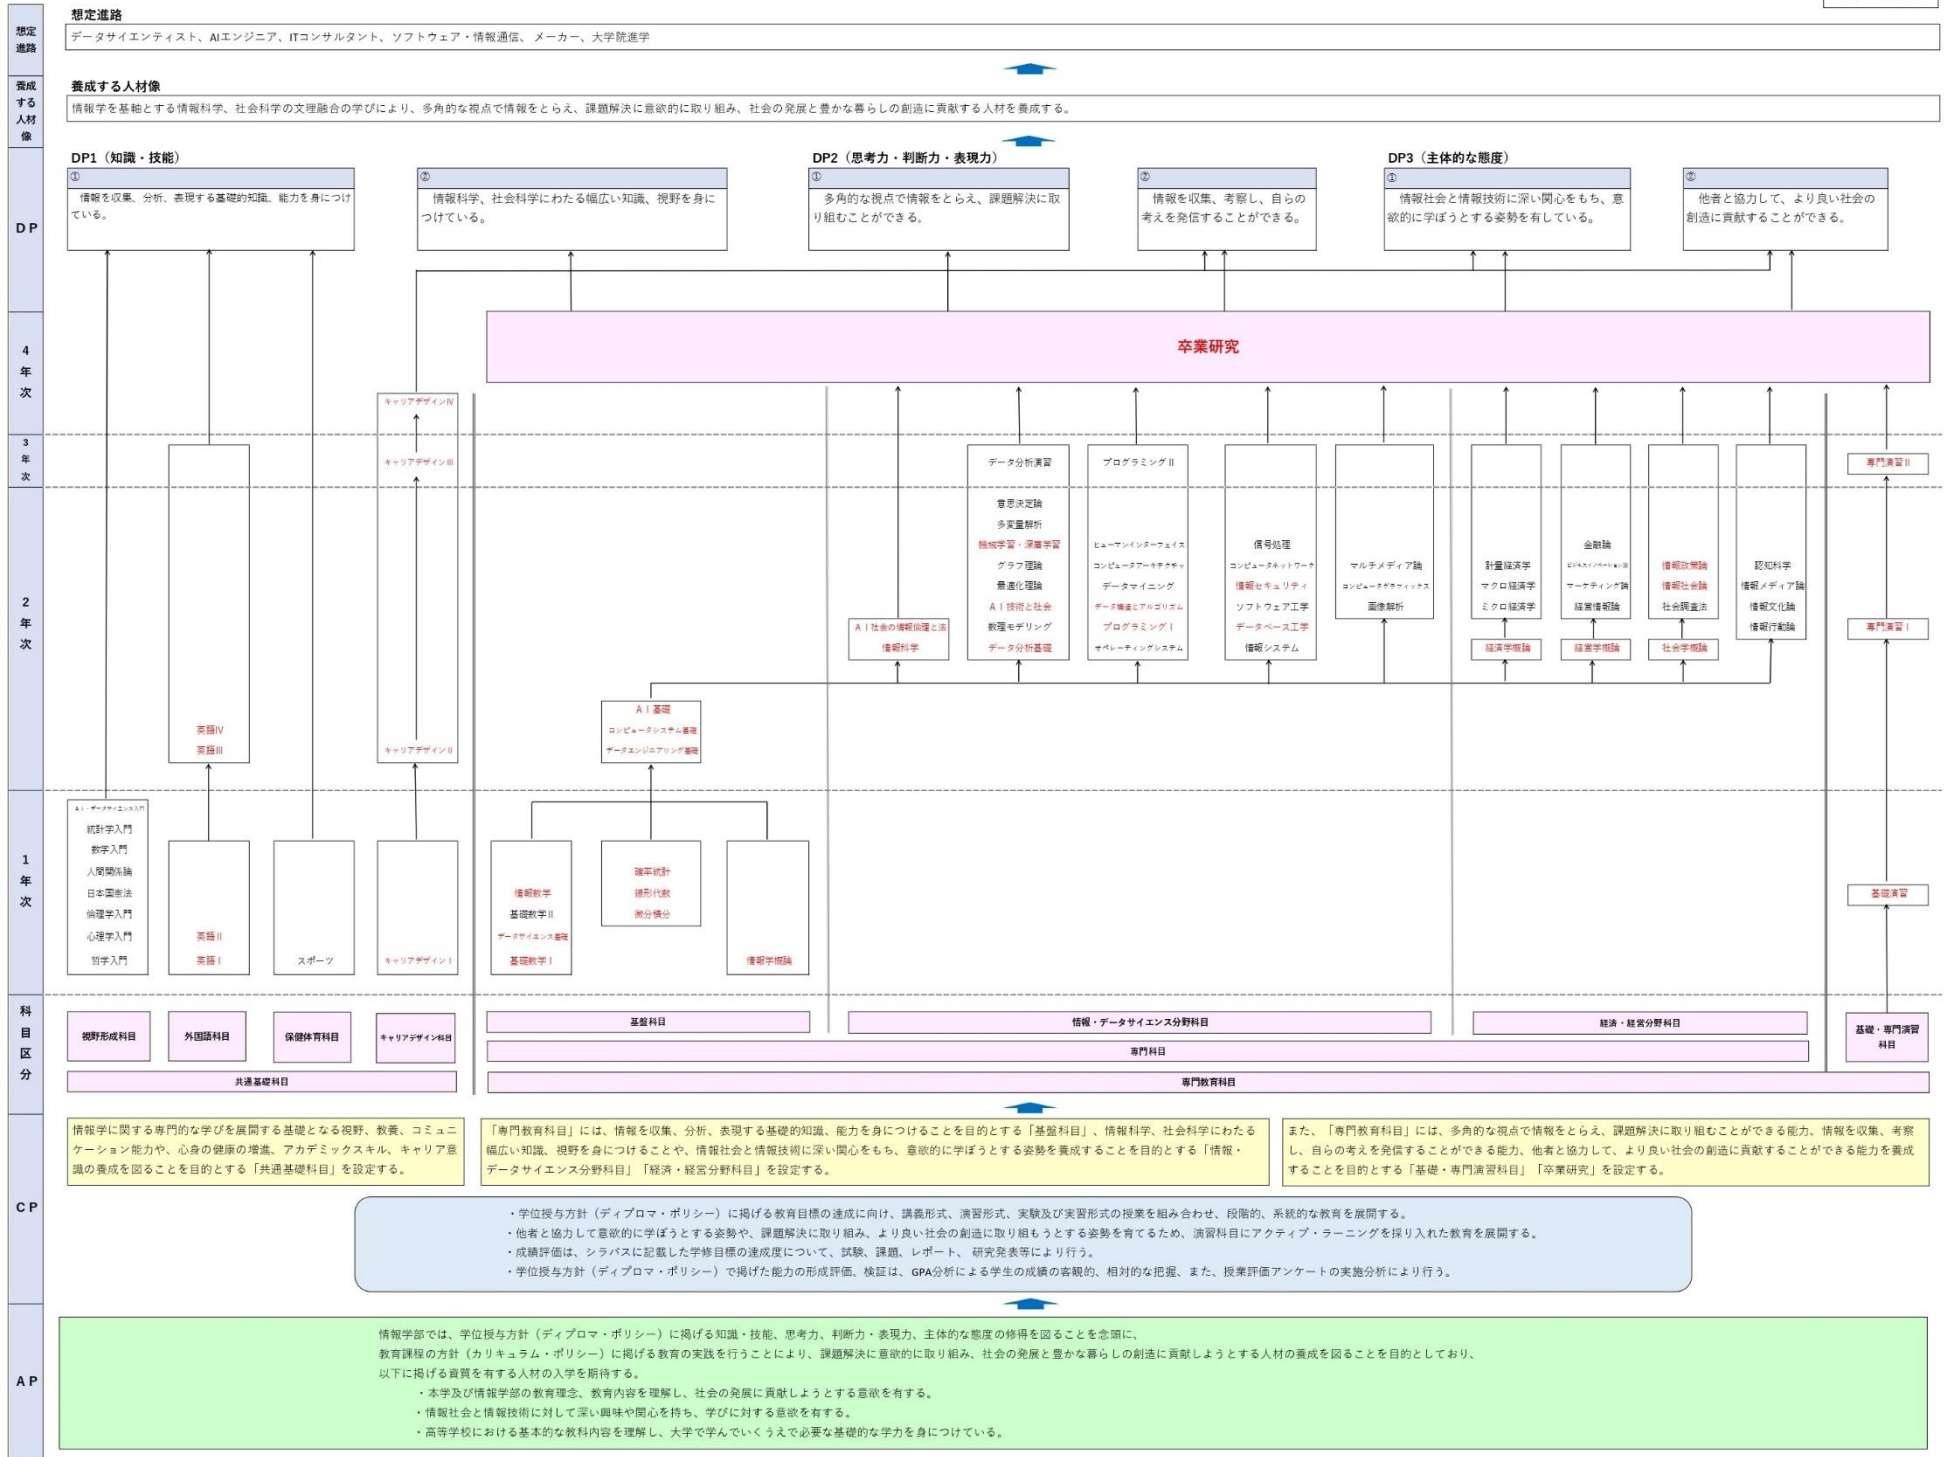 想定進路
想定
進路
データサイエンティスト、AIエンジニア、ITコンサルタント、ソフトウェア・情報通信、 メーカー、大学院進学
養成する人材像
養成
する
人材
像
情報学を基軸とする情報科学、社会科学の文理融合の学びにより、多角的な視点で情報をとらえ、課題解決に意欲的に取り組み、社会の発展と豊かな暮らしの創造に貢献する人材を養成する。
DP
DP1（知識・技能）
①
情報を収集、分析、表現する基礎的知識、能力を身につけ
ている。
②
情報科学、社会科学にわたる幅広い知識、視野を身に
つけている。
DP2（思考力・判断力・表現力）
①
多角的な視点で情報をとらえ、課題解決に取
り組むことができる。
②
情報を収集、考察し、自らの
考えを発信することができる。
DP3（主体的な態度）
①
情報社会と情報技術に深い関心をもち、意
欲的に学ぼうとする姿勢を有している。
②
他者と協力して、より良い社会の
創造に貢献することができる。
4
年
次
卒業研究
キャリアデザインⅣ
3
年
次
キャリアデザインⅢ
データ分析演習
プログラミングⅡ
専門演習Ⅱ
2
年
次
英語Ⅳ
英語Ⅲ
キャリアデザインⅡ
ＡＩ基礎
コンピュータシステム基礎
データエンジニアリング基礎
ＡＩ社会の情報倫理と法
情報科学
意思決定論
多変量解析
機械学習・深層学習
グラフ理論
最適化理論
ＡＩ技術と社会
数理モデリング
データ分析基礎
ヒューマンインターフェイス
コンピュータアーキテクチャ
データマイニング
データ構造とアルゴリズム
プログラミングⅠ
オペレーティングシステム
信号処理
コンピュータネットワーク
情報セキュリティ
ソフトウェア工学
データベース工学
情報システム
マルチメディア論
コンピュータグラフィックス
画像解析
計量経済学
マクロ経済学
ミクロ経済学
経済学概論
金融論
ビジネスイノベーション論
マーケティング論
経営情報論
経営学概論
情報政策論
情報社会論
社会調査法
社会学概論
認知科学
情報メディア論
情報文化論
情報行動論
専門演習Ⅰ
1
年
次
ＡＩ・データサイエンス入門
統計学入門
数学入門
人間関係論
日本国憲法
倫理学入門
心理学入門
哲学入門
英語Ⅱ
英語Ⅰ
スポーツ
キャリアデザインⅠ
情報数学
基礎数学Ⅱ
データサイエンス基礎
基礎数学Ⅰ
確率統計
線形代数
微分積分
情報学概論
基礎演習
科
目
区
分
視野形成科目
外国語科目
保健体育科目
キャリアデザイン科目
共通基礎科目
基盤科目
情報・データサイエンス分野科目
経済・経営分野科目
専門科目
専門教育科目
基礎・専門演習
科目
CP
情報学に関する専門的な学びを展開する基礎となる視野、教養、コミュニ
ケーション能力や、心身の健康の増進、アカデミックスキル、キャリア意
識の養成を図ることを目的とする「共通基礎科目」を設定する。
「専門教育科目」には、情報を収集、分析、表現する基礎的知識、能力を身につけることを目的とする「基盤科目」、情報科学、社会科学にわたる
幅広い知識、視野を身につけることや、情報社会と情報技術に深い関心をもち、意欲的に学ぼうとする姿勢を養成することを目的とする「情報・
データサイエンス分野科目」「経済・経営分野科目」を設定する。
また、「専門教育科目」には、多角的な視点で情報をとらえ、課題解決に取り組むことができる能力、情報を収集、考察
し、自らの考えを発信することができる能力、他者と協力して、より良い社会の創造に貢献することができる能力を養成
することを目的とする「基礎・専門演習科目」「卒業研究」を設定する。
・学位授与方針（ディプロマ・ポリシー）に掲げる教育目標の達成に向け、講義形式、演習形式、実験及び実習形式の授業を組み合わせ、段階的、系統的な教育を展開する。
・他者と協力して意欲的に学ぼうとする姿勢や、課題解決に取り組み、より良い社会の創造に取り組もうとする姿勢を育てるため、演習科目にアクティブ・ラーニングを採り入れた教育を展開する。
・成績評価は、シラバスに記載した学修目標の達成度について、試験、課題、レポート、 研究発表等により行う。
・学位授与方針（ディプロマ・ポリシー）で掲げた能力の形成評価、検証は、GPA分析による学生の成績の客観的、相対的な把握、また、授業評価アンケートの実施分析により行う。
AP
情報学部では、学位授与方針（ディプロマ・ポリシー）に掲げる知識・技能、思考力、判断力・表現力、主体的な態度の修得を図ることを念頭に、
教育課程の方針（カリキュラム・ポリシー）に掲げる教育の実践を行うことにより、課題解決に意欲的に取り組み、社会の発展と豊かな暮らしの創造に貢献しようとする人材の養成を図ることを目的としており、
以下に掲げる資質を有する人材の入学を期待する。
・本学及び情報学部の教育理念、教育内容を理解し、社会の発展に貢献しようとする意欲を有する。
・情報社会と情報技術に対して深い興味や関心を持ち、学びに対する意欲を有する。
・高等学校における基本的な教科内容を理解し、大学で学んでいくうえで必要な基礎的な学力を身につけている。